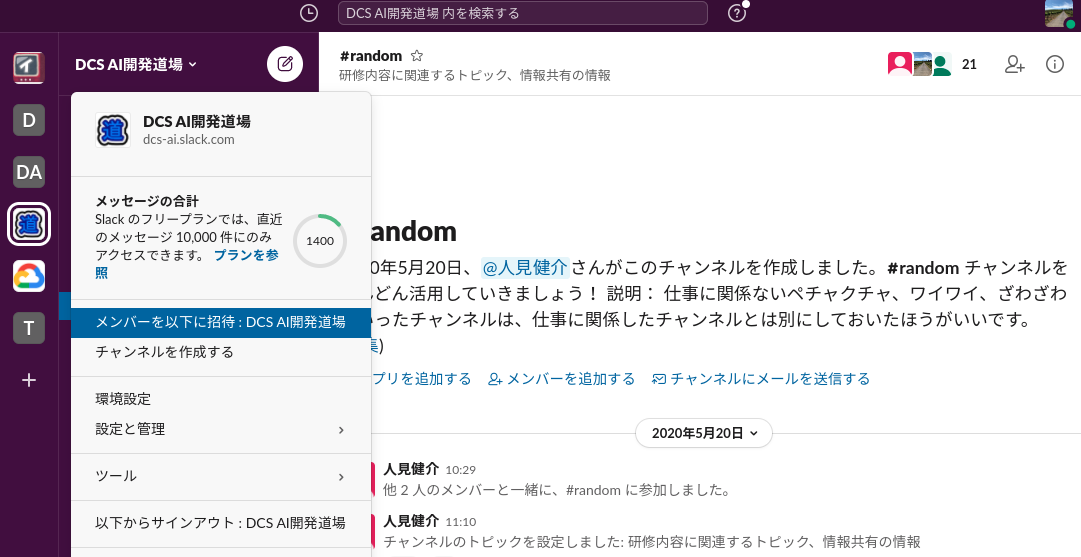 DCS AI開発道場 内を検索する
DCS AI開発道場
#random
研修内容に関連するトピック、情報共有の情報
21
D
DA
道
T
道
DCS AI開発道場
dcs-ai.slack.com
メッセージの合計
Slack のフリープランでは、直近
のメッセージ 10,000 件にのみ
アクセスできます。 プランを参
照
1400
メンバーを以下に招待 : DCS AI開発道場
チャンネルを作成する
環境設定
設定と管理
ツール
以下からサインアウト : DCS AI開発道場
andom
0年5月20日、@人見健介さんがこのチャンネルを作成しました。#random チャンネルを
どん活用していきましょう！ 説明： 仕事に関係ないペチャクチャ、ワイワイ、ざわざわ
いったチャンネルは、仕事に関係したチャンネルとは別にしておいたほうがいいです。
集)
プリを追加する メンバーを追加する チャンネルにメールを送信する
2020年5月20日
人見健介 10:29
他 2 人のメンバーと一緒に、#random に参加しました。
人見健介 11:10
チャンネルのトピックを設定しました: 研修内容に関連するトピック、情報共有の情報